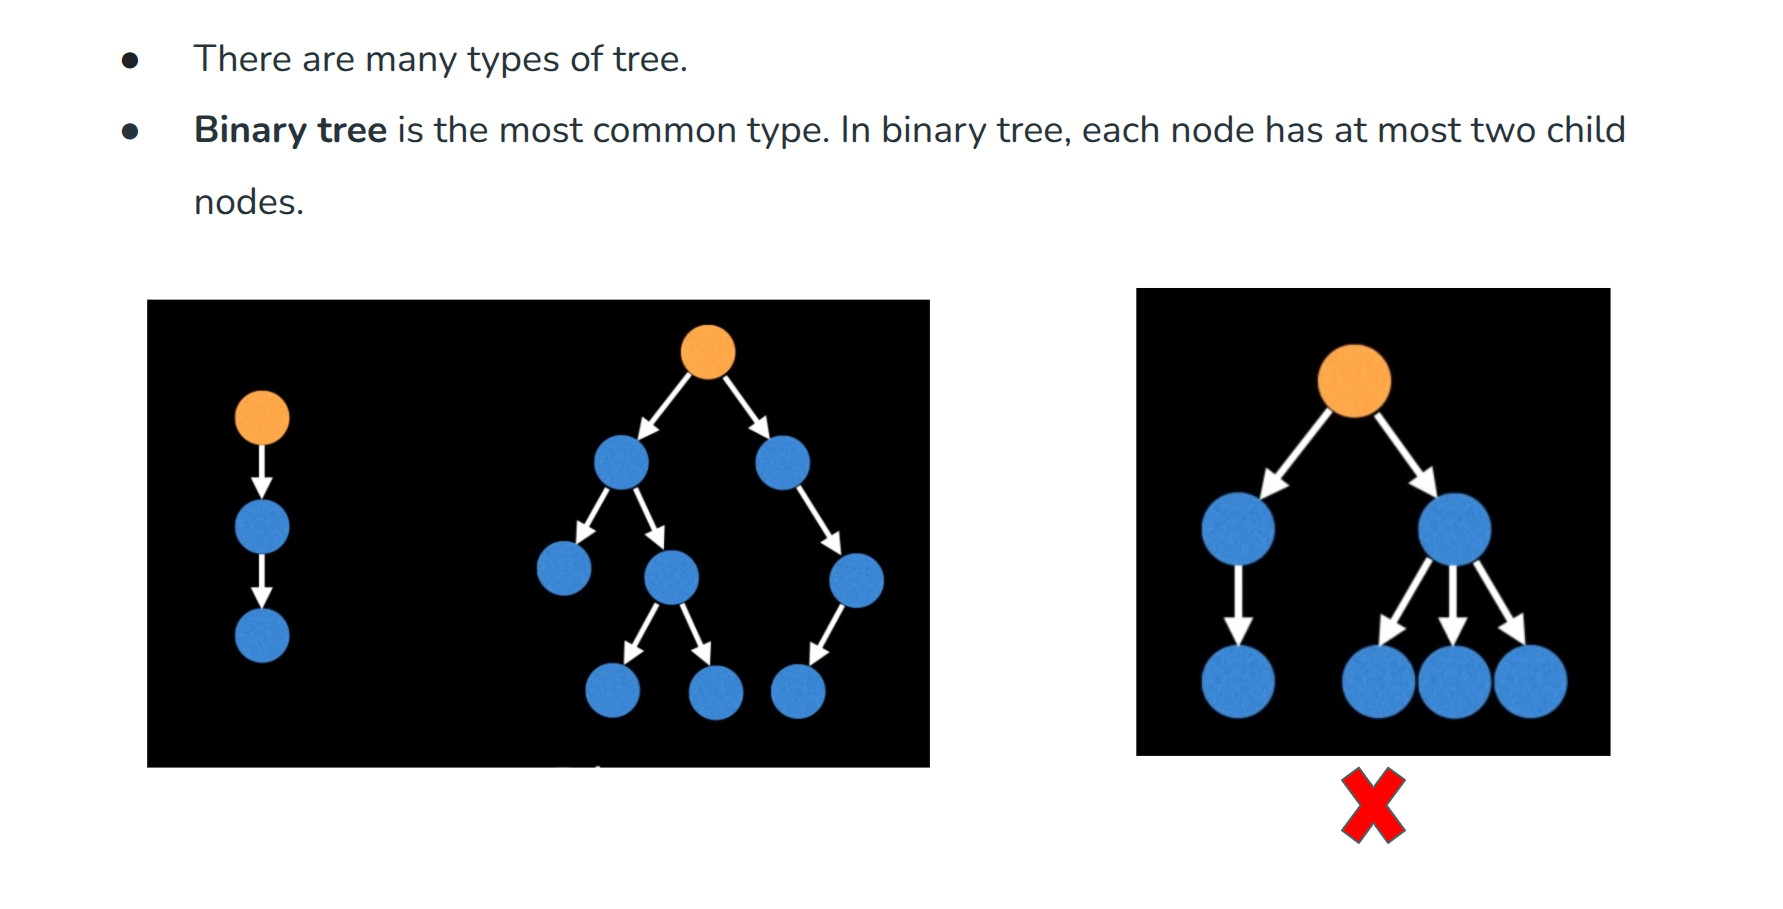 ● There are many types of tree.
● Binary tree is the most common type. In binary tree, each node has at most two child
nodes.